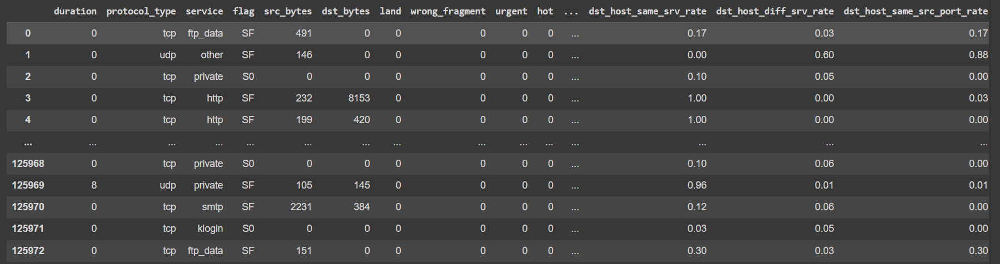 duration protocol_type service flag src_bytes dst_bytes land wrong_fragment urgent hot ... dst_host_same_srv_rate dst_host_diff_srv_rate dst_host_same_src_port_rate
0 0 tcp ftp_data SF 491 0 0 0 0 0 ... 0.17 0.03 0.17
1 0 udp other SF 146 0 0 0 0 0 ... 0.00 0.60 0.88
2 0 tcp private S0 0 0 0 0 0 0 ... 0.10 0.05 0.00
3 0 tcp http SF 232 8153 0 0 0 0 ... 1.00 0.00 0.03
4 0 tcp http SF 199 420 0 0 0 0 ... 1.00 0.00 0.00
... ... ... ... ... ... ... ... ... ... ... ... ... ... ...
125968 0 tcp private S0 0 0 0 0 0 0 ... 0.10 0.06 0.00
125969 8 udp private SF 105 145 0 0 0 0 ... 0.96 0.01 0.01
125970 0 tcp smtp SF 2231 384 0 0 0 0 ... 0.12 0.06 0.00
125971 0 tcp klogin S0 0 0 0 0 0 0 ... 0.03 0.05 0.00
125972 0 tcp ftp_data SF 151 0 0 0 0 0 ... 0.30 0.03 0.30